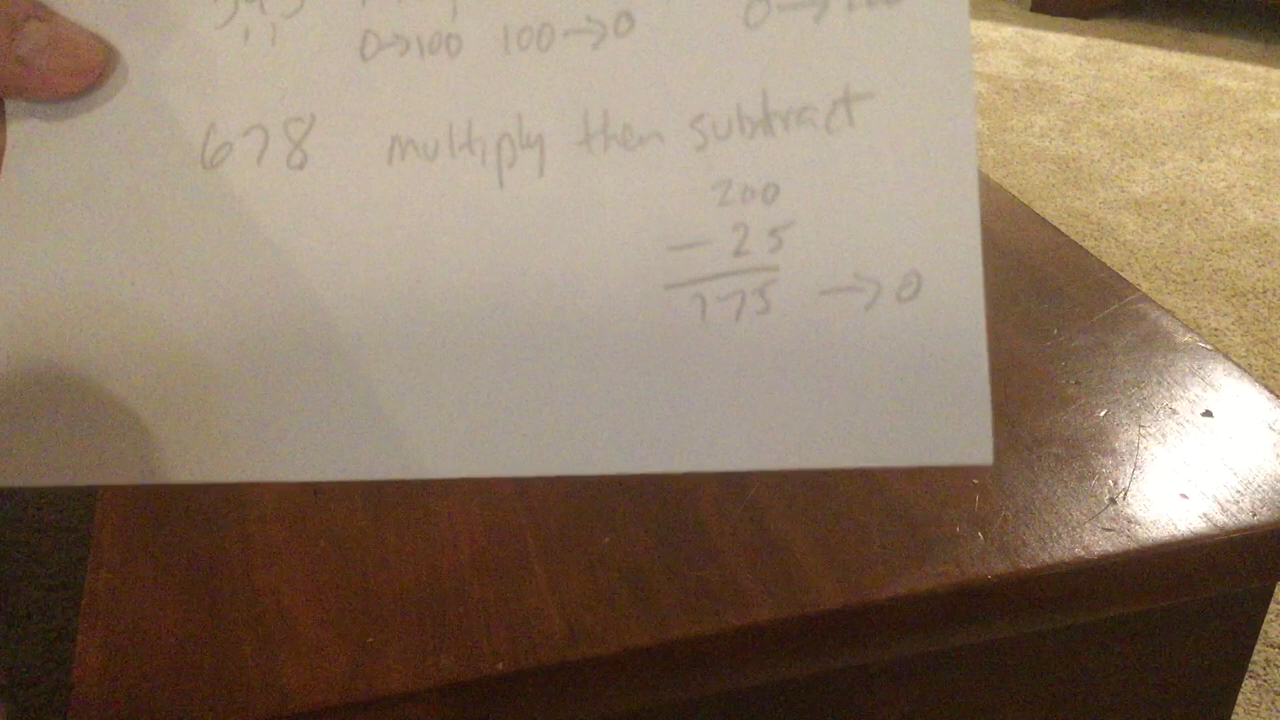 0→100 100→0
678 multiply then subtract
200
- 25
175 →0